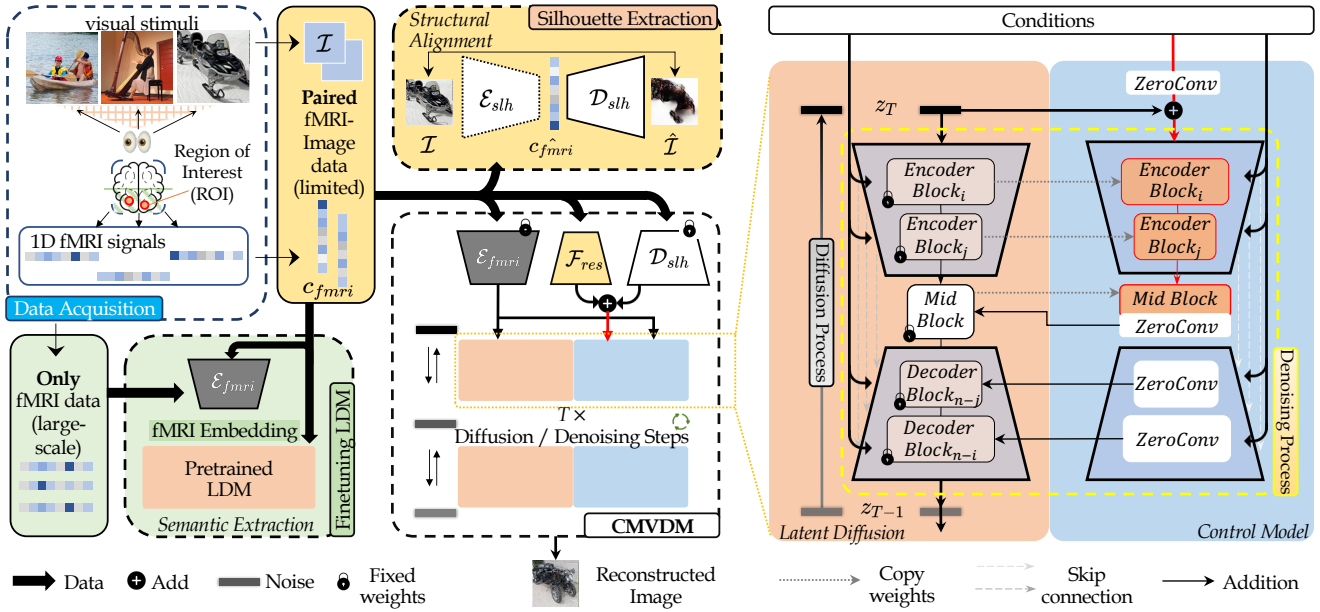 visual stimuli
Region of
Interest
(ROI)
1D fMRI signals
Data Acquisition
Only
fMRI data
(large-
scale)
ℐ
Paired
fMRI-
Image
data
(limited)
c_fmri
ℰ_fmri
fMRI Embedding
Pretrained
LDM
Semantic Extraction
Finetuning LDM
Structural
Alignment
Silhouette Extraction
ℰ_slh
𝒟_slh
ℐ
ĉ_fmri
ℐ̂
ℰ_fmri
ℱ_res
𝒟_slh
T ×
Diffusion / Denoising Steps
CMVDM
Conditions
ZeroConv
z_T
Encoder
Block_i
Encoder
Block_j
Encoder
Block_i
Encoder
Block_j
Mid
Block
Mid Block
ZeroConv
Decoder
Block_{n-j}
ZeroConv
Decoder
Block_{n-i}
ZeroConv
Diffusion Process
Denoising Process
z_{T-1}
Latent Diffusion
Control Model
Data
Add
Noise
Fixed
weights
Reconstructed
Image
Copy
weights
Skip
connection
Addition